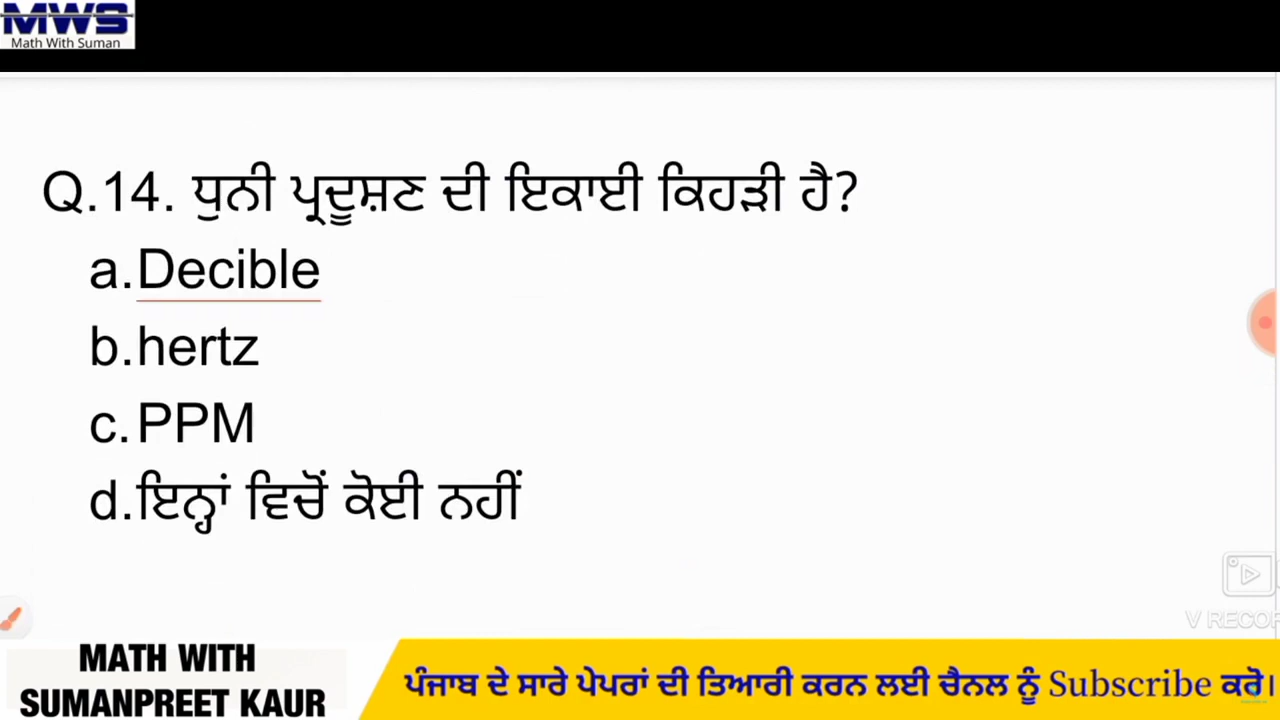 MWS
Math With Suman
Q.14. ਧੁਨੀ ਪ੍ਰਦੂਸ਼ਣ ਦੀ ਇਕਾਈ ਕਿਹੜੀ ਹੈ?
a.Decible
b.hertz
c.PPM
d.ਇਨ੍ਹਾਂ ਵਿਚੋਂ ਕੋਈ ਨਹੀਂ
V RECOR
MATH WITH
SUMANPREET KAUR
ਪੰਜਾਬ ਦੇ ਸਾਰੇ ਪੇਪਰਾਂ ਦੀ ਤਿਆਰੀ ਕਰਨ ਲਈ ਚੈਨਲ ਨੂੰ Subscribe ਕਰੋ।